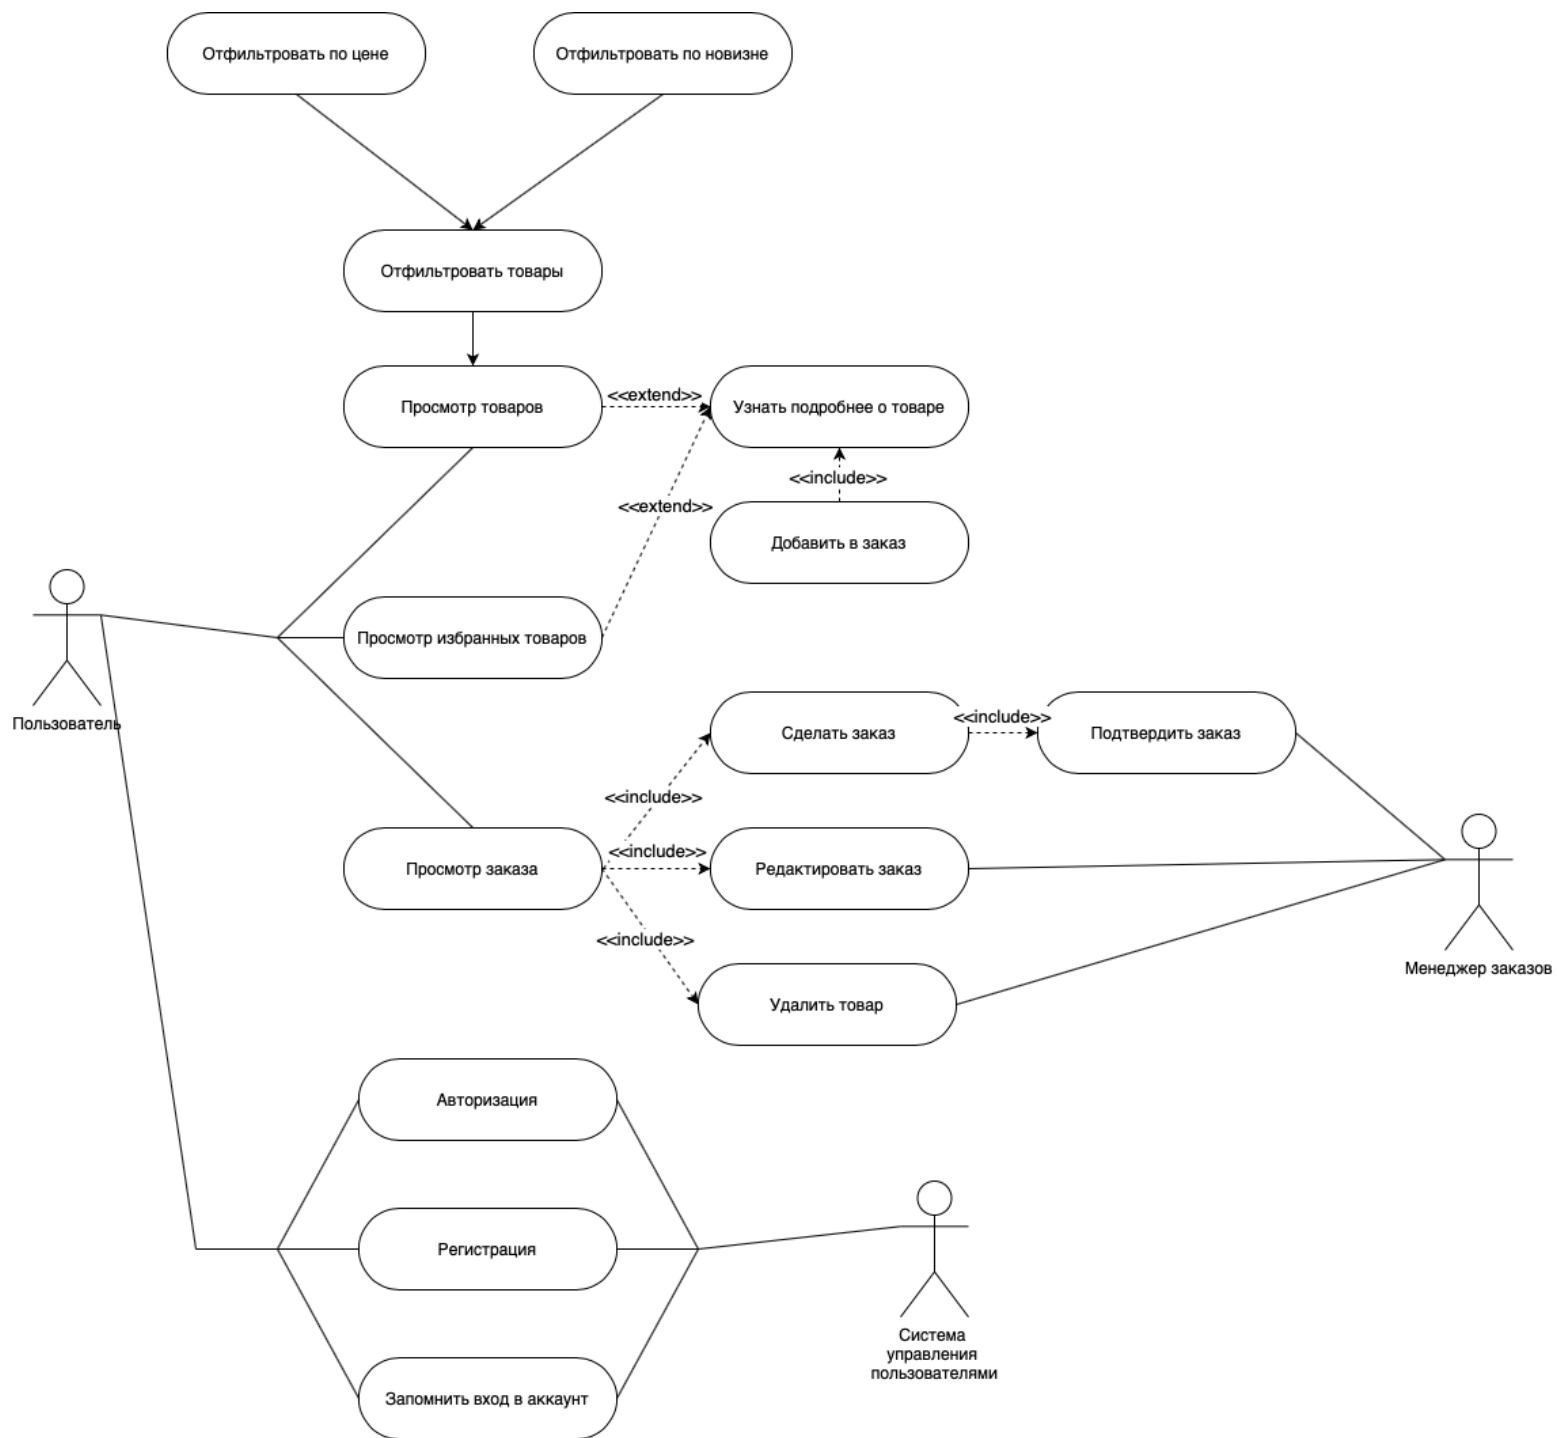 Отфильтровать по цене
Отфильтровать по новизне
Отфильтровать товары
Просмотр товаров
<<extend>>
Узнать подробнее о товаре
<<include>>
<<extend>>
Добавить в заказ
Просмотр избранных товаров
Пользователь
Сделать заказ
<<include>>
Подтвердить заказ
<<include>>
<<include>>
Просмотр заказа
Редактировать заказ
<<include>>
Менеджер заказов
Удалить товар
Авторизация
Регистрация
Система
управления
пользователями
Запомнить вход в аккаунт